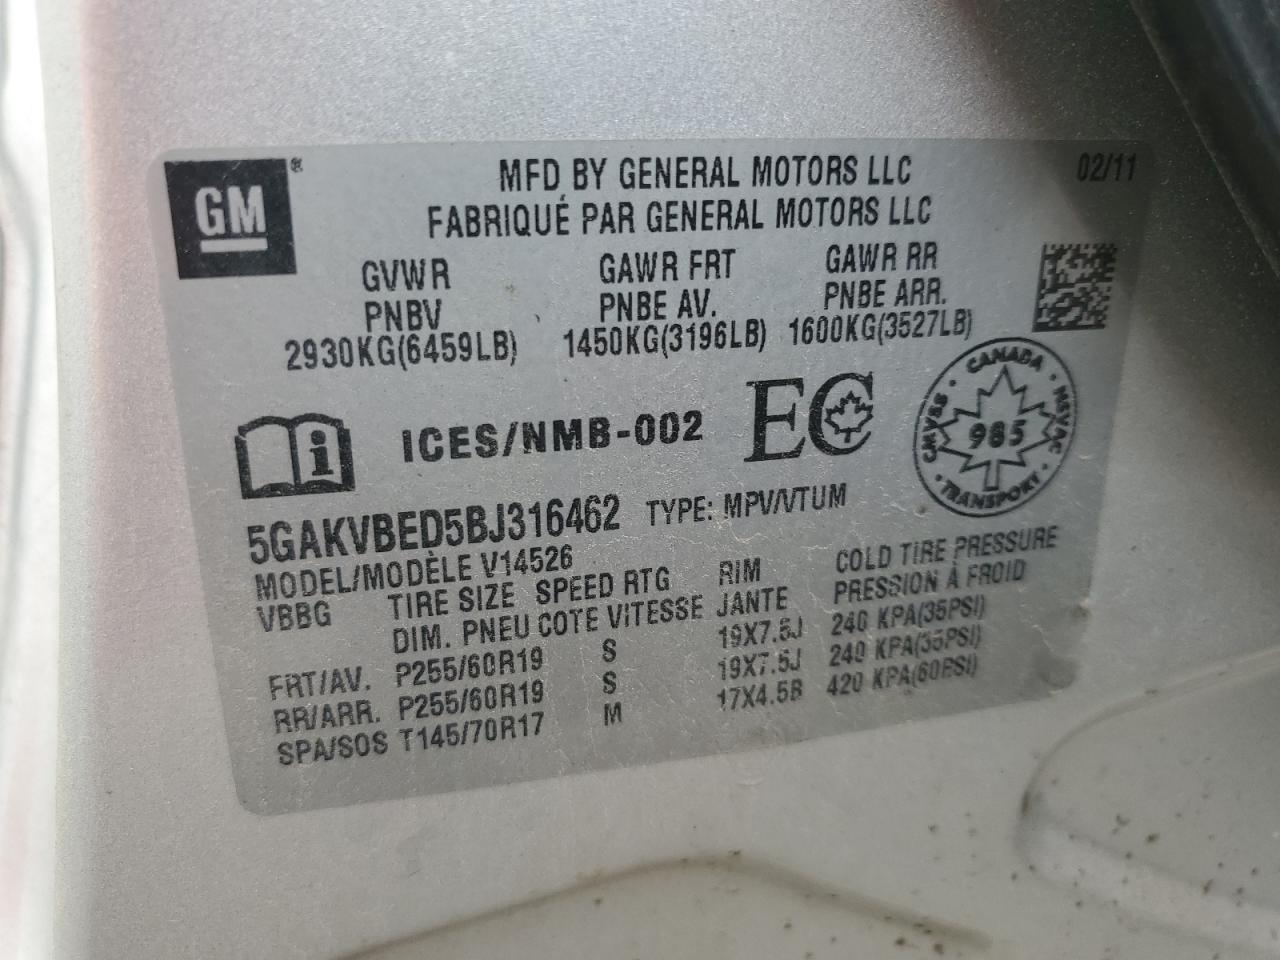 GM ®
MFD BY GENERAL MOTORS LLC
02/11
FABRIQUÉ PAR GENERAL MOTORS LLC
GVWR GAWR FRT GAWR RR
PNBV PNBE AV. PNBE ARR.
2930KG(6459LB) 1450KG(3196LB) 1600KG(3527LB)
i ICES/NMB-002 EC
CANADA
CMVSS 985 NSVAC
TRANSPORT
5GAKVBED5BJ316462 TYPE: MPV/VTUM
MODEL/MODÈLE V14526
VBBG TIRE SIZE SPEED RTG RIM COLD TIRE PRESSURE
DIM. PNEU COTE VITESSE JANTE PRESSION À FROID
FRT/AV. P255/60R19 S 19X7.5J 240 KPA(35PSI)
RR/ARR. P255/60R19 S 19X7.5J 240 KPA(35PSI)
SPA/SOS T145/70R17 M 17X4.5B 420 KPA(60PSI)